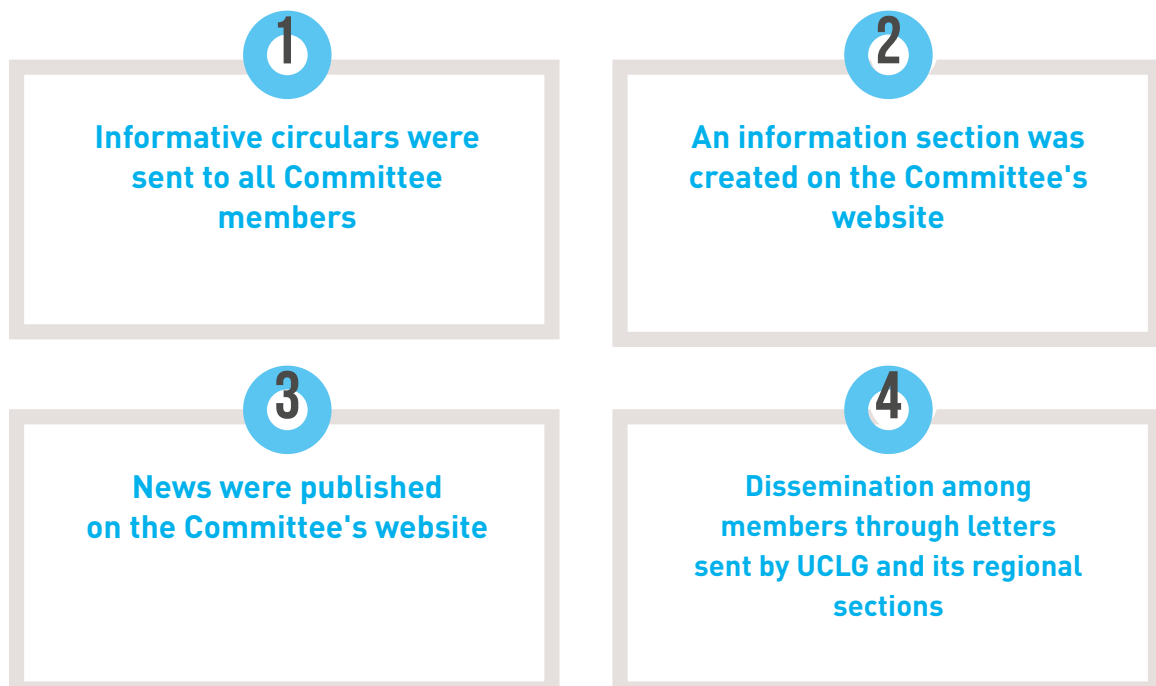 1
Informative circulars were
sent to all Committee
members
2
An information section was
created on the Committee's
website
3
News were published
on the Committee's website
4
Dissemination among
members through letters
sent by UCLG and its regional
sections